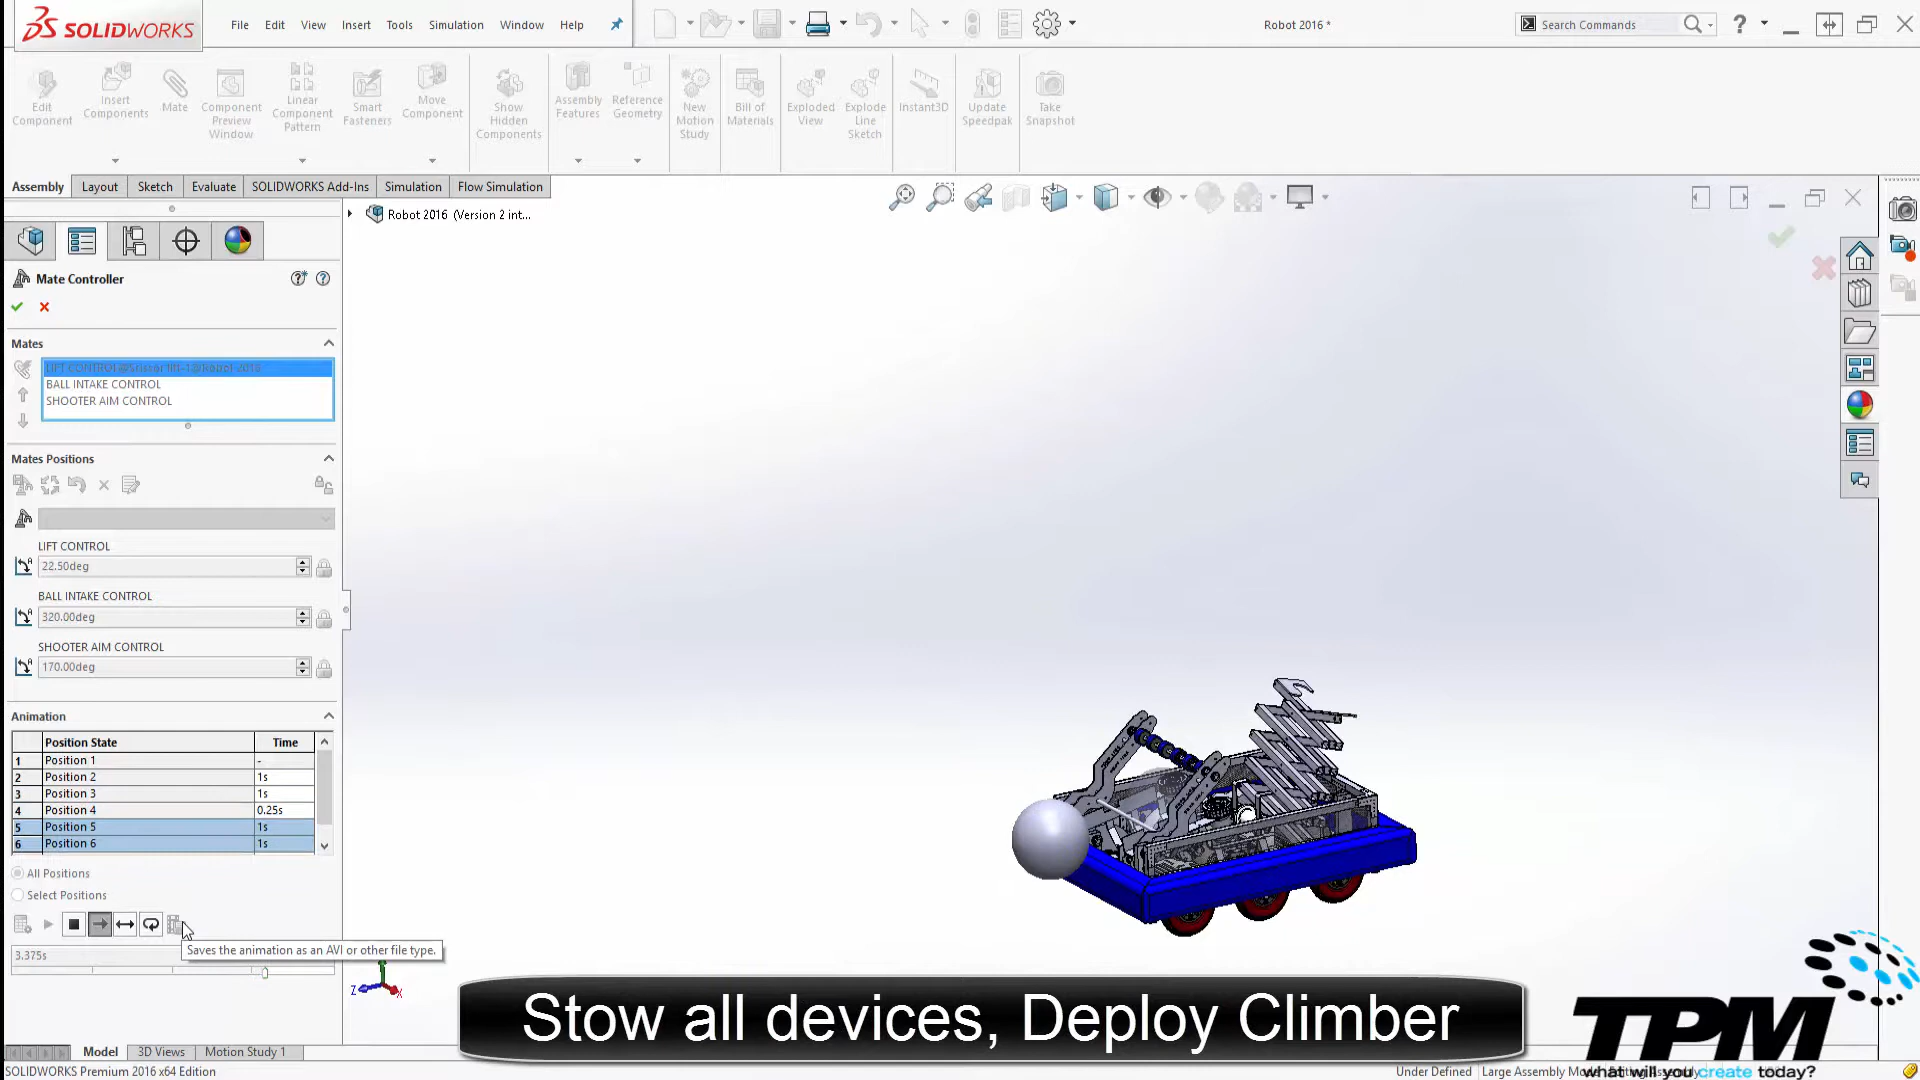 SOLIDWORKS
File Edit View Insert Tools Simulation Window Help
Robot 2016 *
Search Commands
Edit Component
Insert Components
Mate
Component Preview Window
Linear Component Pattern
Smart Fasteners
Move Component
Show Hidden Components
Assembly Features
Reference Geometry
New Motion Study
Bill of Materials
Exploded View
Explode Line Sketch
Instant3D
Update Speedpak
Take Snapshot
Assembly Layout Sketch Evaluate SOLIDWORKS Add-Ins Simulation Flow Simulation
Robot 2016 (Version 2 int...
Mate Controller
Mates
BALL INTAKE CONTROL
SHOOTER AIM CONTROL
Mates Positions
LIFT CONTROL
22.50deg
BALL INTAKE CONTROL
320.00deg
SHOOTER AIM CONTROL
170.00deg
Animation
Position State Time
1 Position 1 -
2 Position 2 1s
3 Position 3 1s
4 Position 4 0.25s
5 Position 5 1s
6 Position 6 1s
All Positions
Select Positions
Saves the animation as an AVI or other file type.
3.375s
Z X
Stow all devices, Deploy Climber
TPM
what will you create today?
Model 3D Views Motion Study 1
SOLIDWORKS Premium 2016 x64 Edition
Under Defined Large Assembly Mo